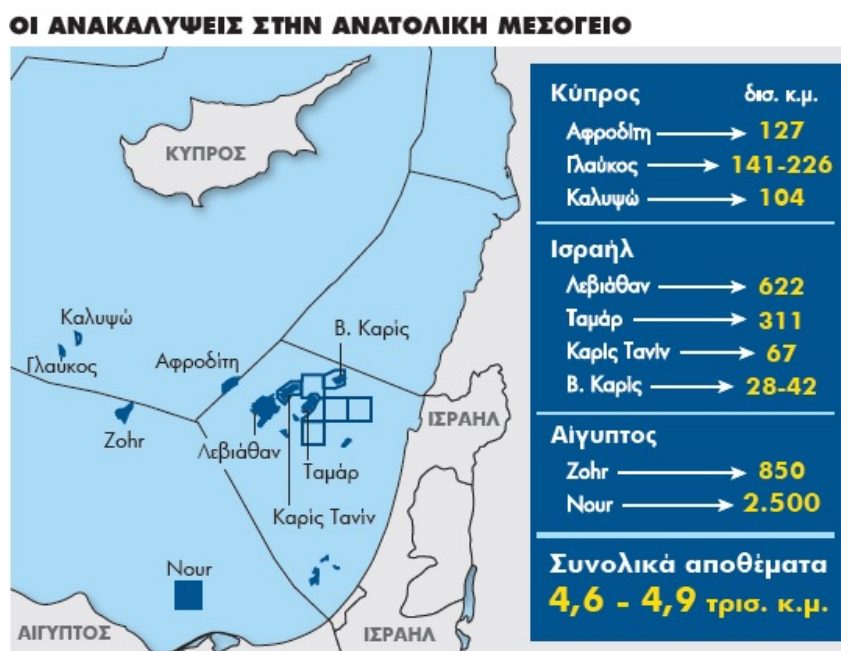 ΟΙ ΑΝΑΚΑΛΥΨΕΙΣ ΣΤΗΝ ΑΝΑΤΟΛΙΚΗ ΜΕΣΟΓΕΙΟ
ΚΥΠΡΟΣ
Καλυψώ
Γλαύκος
Αφροδίτη
Β. Καρίς
Zohr
Λεβιάθαν
Ταμάρ
Καρίς Τανίν
ΙΣΡΑΗΛ
Nour
ΑΙΓΥΠΤΟΣ
ΙΣΡΑΗΛ
Κύπρος δισ. κ.μ.
Αφροδίτη 127
Γλαύκος 141-226
Καλυψώ 104
Ισραήλ
Λεβιάθαν 622
Ταμάρ 311
Καρίς Τανίν 67
Β. Καρίς 28-42
Αίγυπτος
Zohr 850
Nour 2.500
Συνολικά αποθέματα
4,6 - 4,9 τρισ. κ.μ.